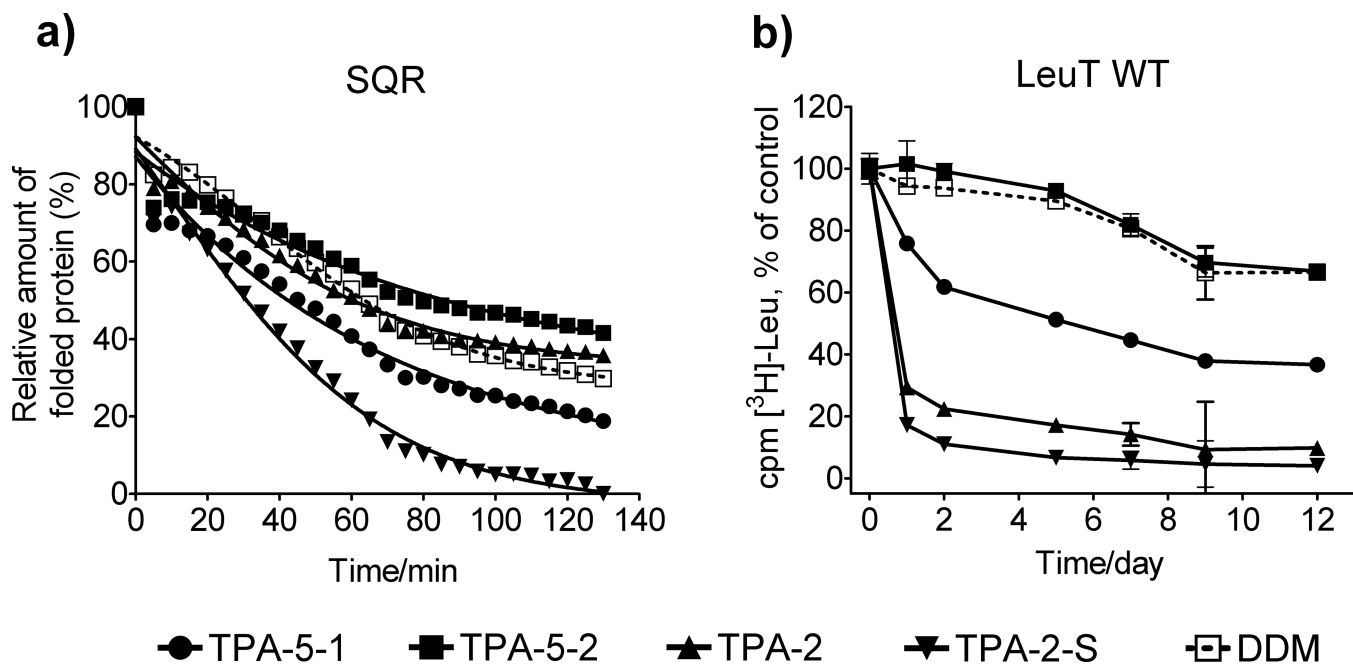 a)
SQR
Relative amount of
folded protein (%)
100
80
60
40
20
0
0 20 40 60 80 100 120 140
Time/min
b)
LeuT WT
cpm [³H]-Leu, % of control
120
100
80
60
40
20
0
0 2 4 6 8 10 12
Time/day
TPA-5-1 TPA-5-2 TPA-2 TPA-2-S DDM